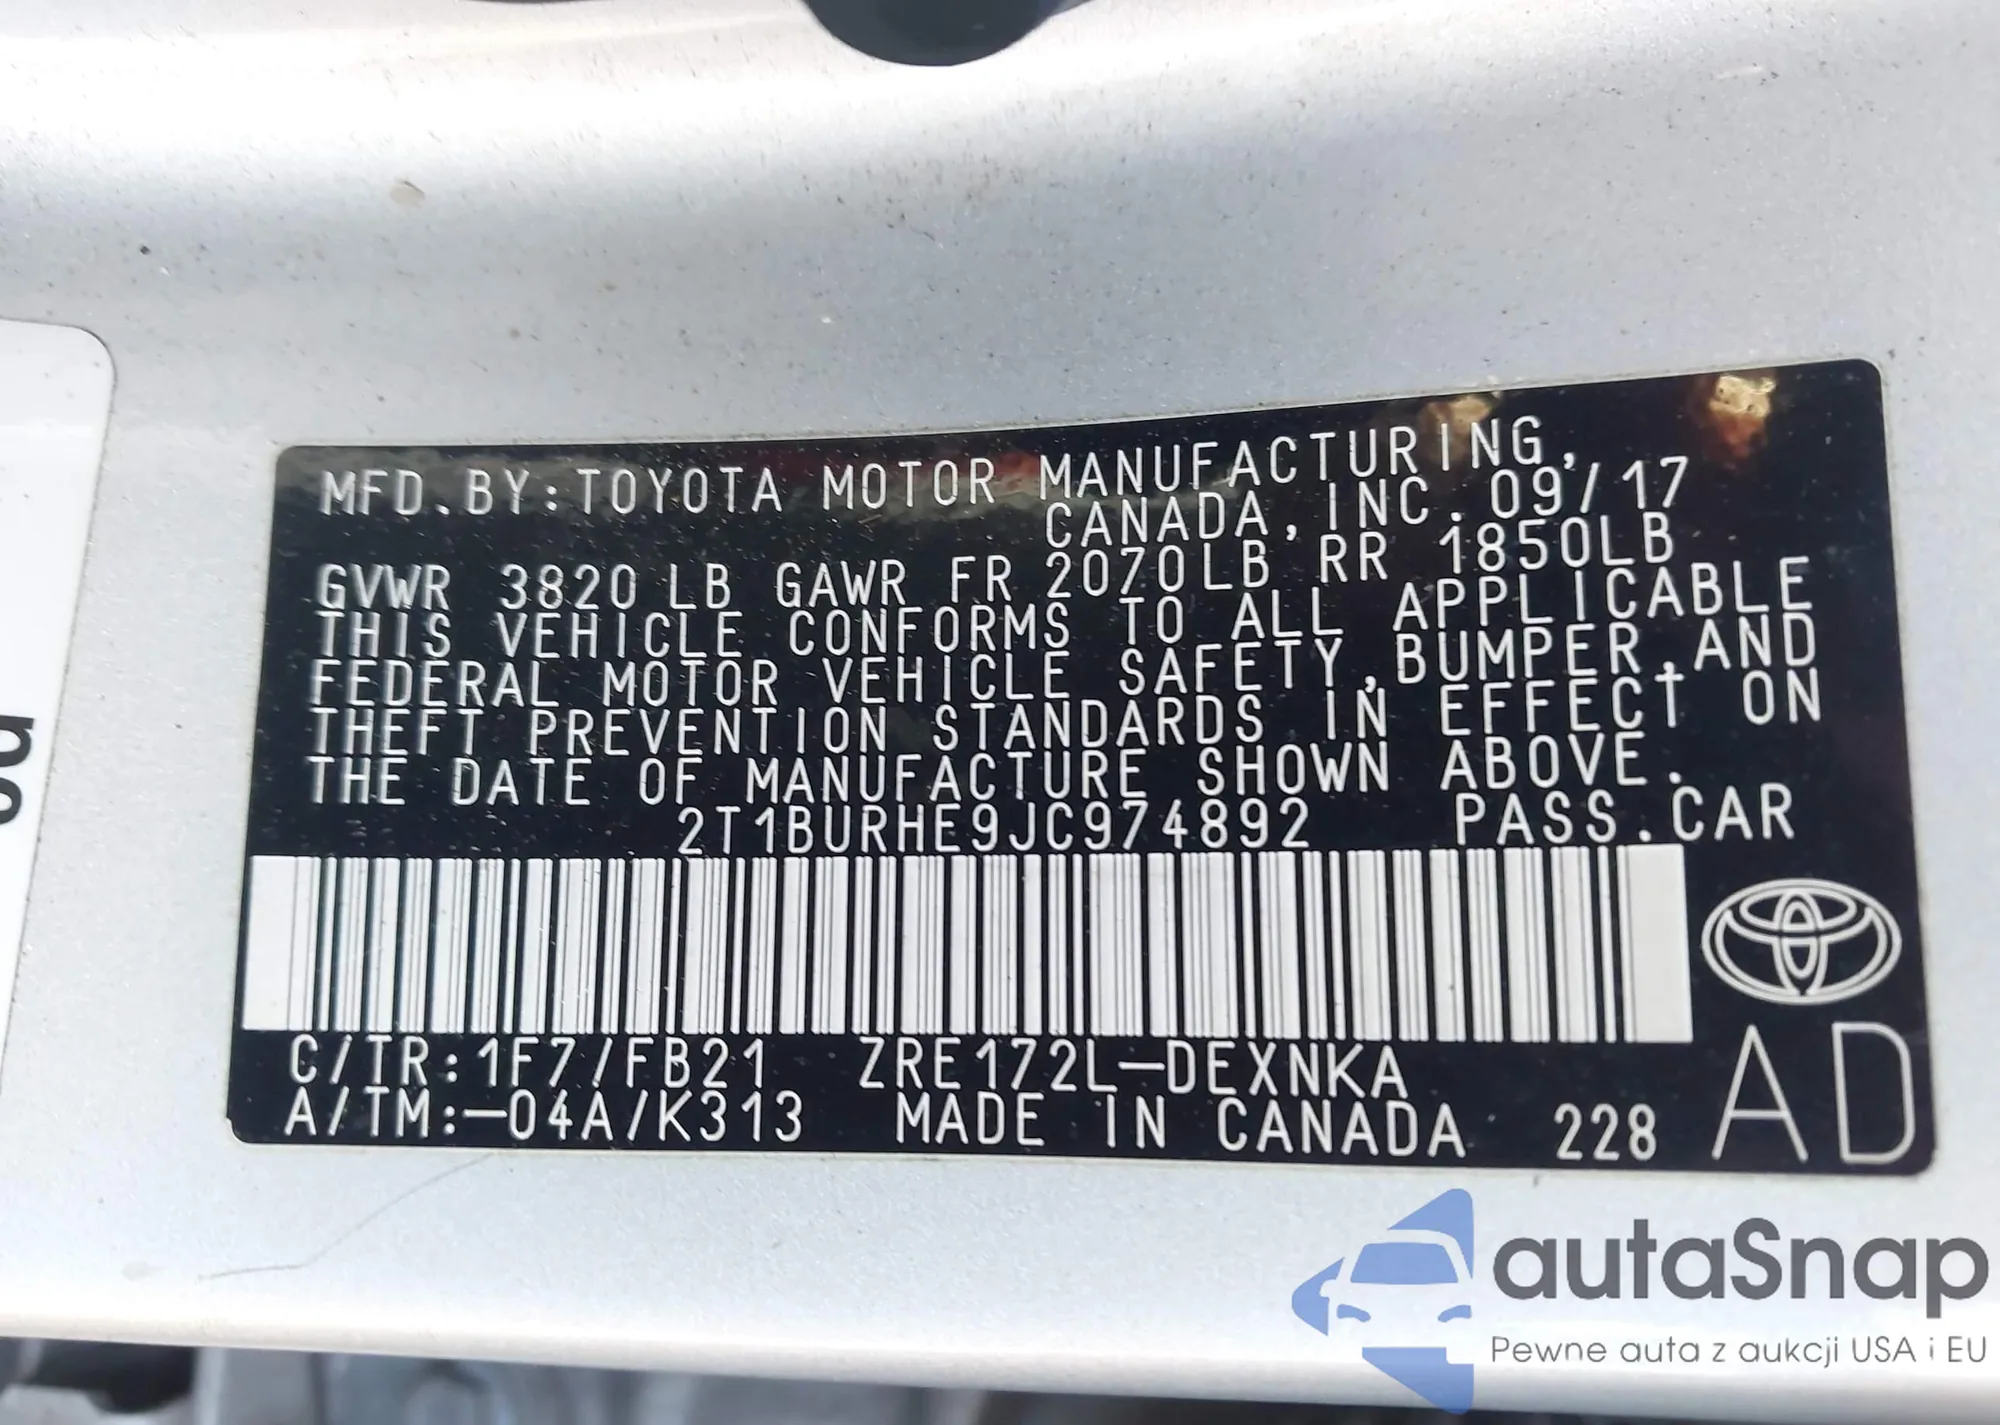 MFD.BY:TOYOTA MOTOR MANUFACTURING,
CANADA,INC.09/17
GVWR 3820 LB GAWR FR 2070LB RR 1850LB
THIS VEHICLE CONFORMS TO ALL APPLICABLE
FEDERAL MOTOR VEHICLE SAFETY,BUMPER,AND
THEFT PREVENTION STANDARDS IN EFFECT ON
THE DATE OF MANUFACTURE SHOWN ABOVE.
2T1BURHE9JC974892 PASS.CAR
C/TR:1F7/FB21 ZRE172L-DEXNKA
A/TM:-04A/K313 MADE IN CANADA 228 AD
autaSnap
Pewne auta z aukcji USA i EU